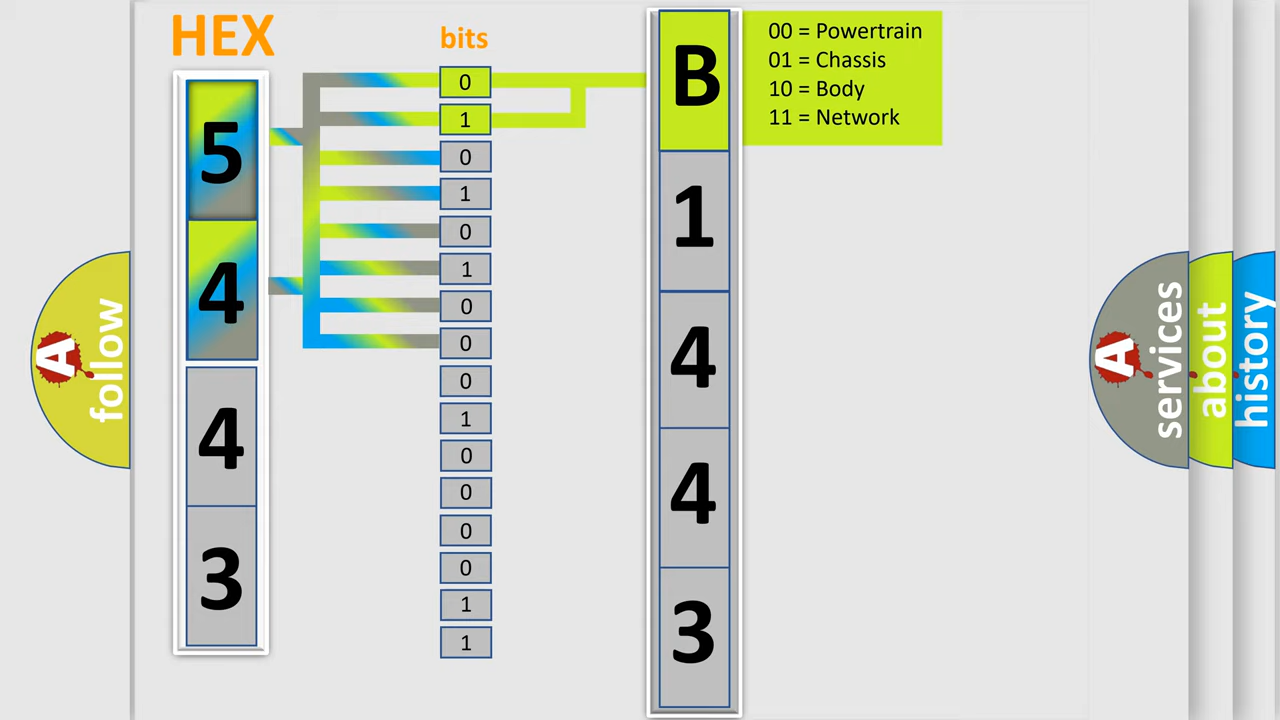 HEX
bits
5
4
4
3
0
1
0
1
0
1
0
0
0
1
0
0
0
0
1
1
B
1
4
4
3
00 = Powertrain
01 = Chassis
10 = Body
11 = Network
A
follow
A
services
about
history